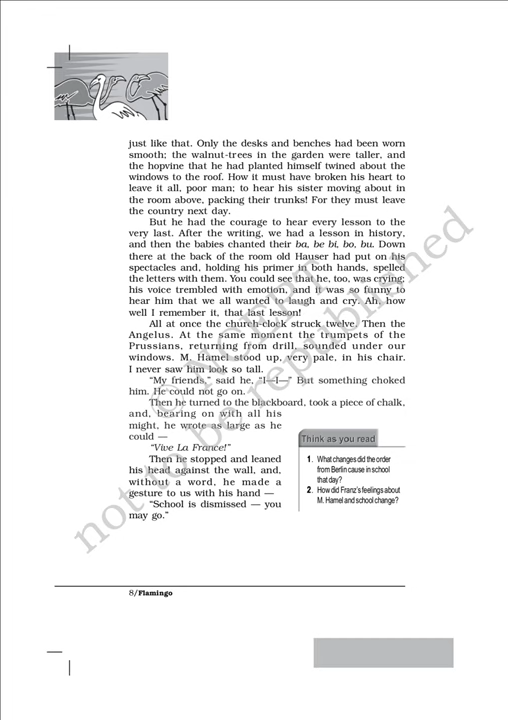 just like that. Only the desks and benches had been worn
smooth; the walnut-trees in the garden were taller, and
the hopvine that he had planted himself twined about the
windows to the roof. How it must have broken his heart to
leave it all, poor man; to hear his sister moving about in
the room above, packing their trunks! For they must leave
the country next day.
But he had the courage to hear every lesson to the
very last. After the writing, we had a lesson in history,
and then the babies chanted their ba, be bi, bo, bu. Down
there at the back of the room old Hauser had put on his
spectacles and, holding his primer in both hands, spelled
the letters with them. You could see that he, too, was crying;
his voice trembled with emotion, and it was so funny to
hear him that we all wanted to laugh and cry. Ah, how
well I remember it, that last lesson!
All at once the church-clock struck twelve. Then the
Angelus. At the same moment the trumpets of the
Prussians, returning from drill, sounded under our
windows. M. Hamel stood up, very pale, in his chair.
I never saw him look so tall.
“My friends,” said he, “I—I—” But something choked
him. He could not go on.
Then he turned to the blackboard, took a piece of chalk,
and, bearing on with all his
might, he wrote as large as he
could —
“Vive La France!”
Then he stopped and leaned
his head against the wall, and,
without a word, he made a
gesture to us with his hand —
“School is dismissed — you
may go.”
Think as you read
1. What changes did the order
from Berlin cause in school
that day?
2. How did Franz’s feelings about
M. Hamel and school change?
8/Flamingo
© NCERT
not to be republished